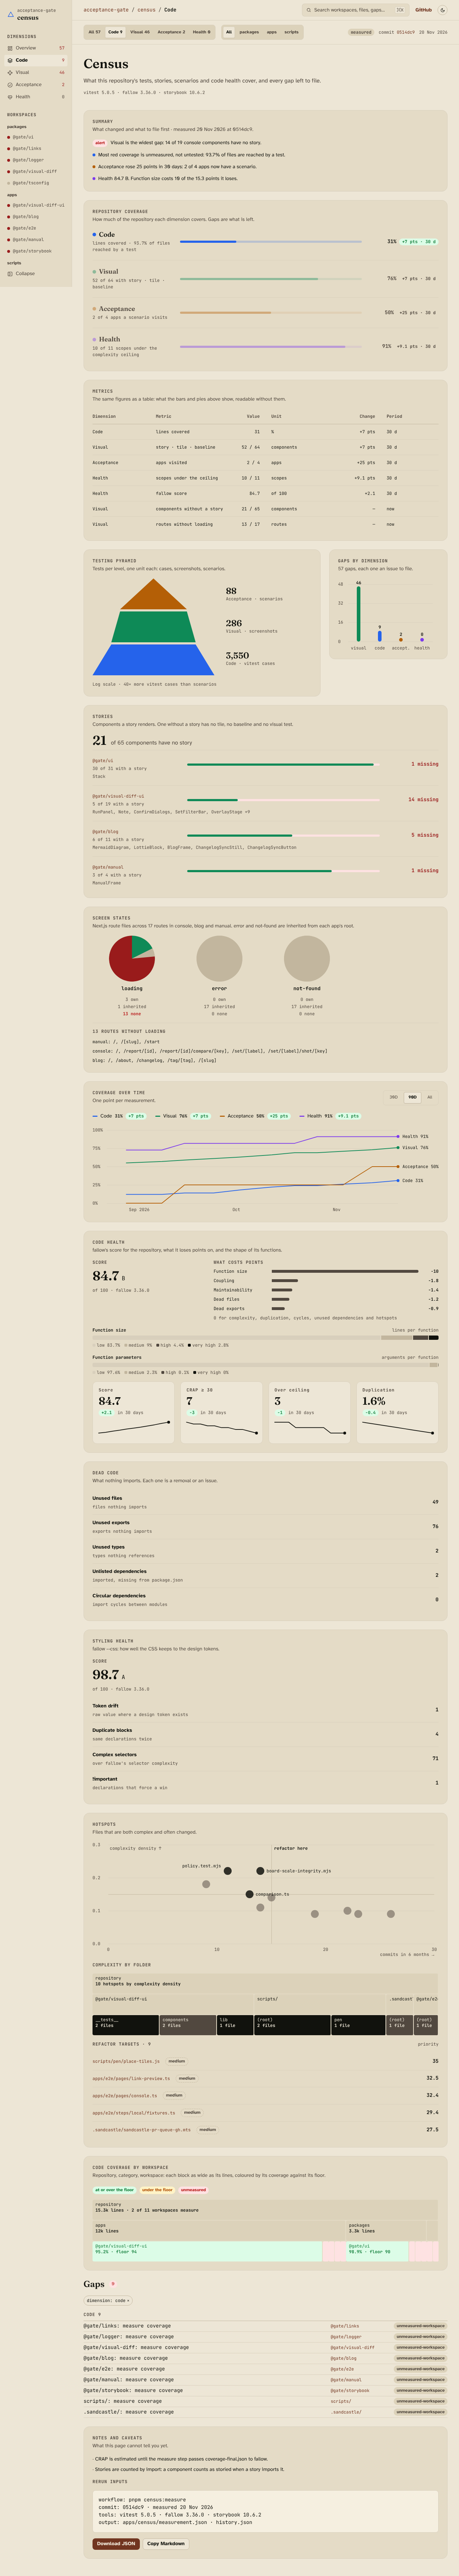 acceptance-gate
census
DIMENSIONS
Overview 57
Code 9
Visual 46
Acceptance 2
Health 0
WORKSPACES
packages
@gate/ui
@gate/links
@gate/logger
@gate/visual-diff
@gate/tsconfig
apps
@gate/visual-diff-ui
@gate/blog
@gate/e2e
@gate/manual
@gate/storybook
scripts
Collapse
acceptance-gate / census / Code
Search workspaces, files, gaps…
GitHub
All 57 Code 9 Visual 46 Acceptance 2 Health 0
All packages apps scripts
measured commit 0514dc9 20 Nov 2026
Census
What this repository's tests, stories, scenarios and code health cover, and every gap left to file.
vitest 5.0.5 · fallow 3.36.0 · storybook 10.6.2
SUMMARY
What changed and what to file first · measured 20 Nov 2026 at 0514dc9.
alert Visual is the widest gap: 14 of 19 console components have no story.
Most not coverage is unmeasured, not untested: 93.7% of files are reached by a test.
Acceptance rose 25 points in 30 days: 2 of 4 apps now have a scenario.
Health 84.7 B. Function size costs 10 of the 15.3 points it loses.
REPOSITORY COVERAGE
How much of the repository each dimension covers. Gaps are what is left.
Code
lines covered · 93.7% of files
reached by a test
31% +7 pts · 30 d
Visual
52 of 64 with story · tile ·
baseline
76% +7 pts · 30 d
Acceptance
2 of 4 apps a scenario visits
50% +25 pts · 30 d
Health
10 of 11 scopes under the
complexity ceiling
91% +9.1 pts · 30 d
METRICS
The same figures as a table: what the bars and piles above show, readable without them.
Dimension Metric Value Unit Change Period
Code lines covered 31 % +7 pts 30 d
Visual story · tile · baseline 52 / 64 components +7 pts 30 d
Acceptance apps visited 2 / 4 apps +25 pts 30 d
Health scopes under the ceiling 10 / 11 scopes +9.1 pts 30 d
Health fallow score 84.7 of 100 +2.1 30 d
Visual components without a story 21 / 65 components — now
Visual routes without loading 12 / 17 routes — now
TESTING PYRAMID
Tests per level, one unit each: cases, screenshots, scenarios.
88
Acceptance · scenarios
286
Visual · screenshots
3,550
Code · vitest cases
Log scale · 40× more vitest cases than scenarios
GAPS BY DIMENSION
57 gaps, each one an issue to file.
48
32
16
0
46
9
2
0
visual code accept. health
STORIES
Components a story renders. One without a story has no tile, no baseline and no visual test.
21 of 65 components have no story
@gate/ui
30 of 31 with a story
Stack
1 missing
@gate/visual-diff-ui
5 of 19 with a story
RunPanel, Note, ConfirmDialogs, SetFilterBar, OverlayStage +9
14 missing
@gate/blog
6 of 11 with a story
MermaidDiagram, LottieBlock, BlogFrame, ChangelogSyncStill, ChangelogSyncButton
5 missing
@gate/manual
3 of 4 with a story
ManualFrame
1 missing
SCREEN STATES
Next.js route files across 17 routes in console, blog and manual. error and not-found are inherited from each app's root.
loading
3 own
1 inherited
13 none
error
0 own
17 inherited
0 none
not-found
0 own
17 inherited
0 none
13 ROUTES WITHOUT LOADING
manual: /, /[slug], /start
console: /, /report/[id], /report/[id]/compare/[key], /set/[label], /set/[label]/shot/[key]
blog: /, /about, /changelog, /tag/[tag], /[slug]
COVERAGE OVER TIME
One point per measurement.
30D 90D All
Code 31% +7 pts Visual 76% +7 pts Acceptance 50% +25 pts Health 91% +9.1 pts
100%
75%
50%
25%
0%
Health 91%
Visual 76%
Acceptance 50%
Code 31%
Sep 2026 Oct Nov
CODE HEALTH
fallow's score for the repository, what it loses points on, and the shape of its functions.
SCORE
84.7 B
of 100 · fallow 3.36.0
WHAT COSTS POINTS
Function size -10
Coupling -1.8
Maintainability -1.4
Dead files -1.2
Dead exports -0.9
0 for complexity, duplication, cycles, unused dependencies and hotspots
Function size lines per function
low 83.7% medium 9% high 4.4% very high 2.8%
Function parameters arguments per function
low 97.6% medium 2.3% high 0.1% very high 0%
Score
84.7
+2.1 in 30 days
CRAP ≥ 30
7
-3 in 30 days
Over ceiling
3
-1 in 30 days
Duplication
1.6%
-0.4 in 30 days
DEAD CODE
What nothing imports. Each one is a removal or an issue.
Unused files
files nothing imports
49
Unused exports
exports nothing imports
76
Unused types
types nothing references
2
Unlisted dependencies
imported, missing from package.json
2
Circular dependencies
import cycles between modules
0
STYLING HEALTH
fallow --css: how well the CSS keeps to the design tokens.
SCORE
98.7 A
of 100 · fallow 3.36.0
Token drift
raw value where a design token exists
1
Duplicate blocks
same declarations twice
4
Complex selectors
over fallow's selector complexity
71
!important
declarations that force a win
1
HOTSPOTS
Files that are both complex and often changed.
0.3
0.2
0.1
0.0
complexity density ↑
refactor here
policy.test.mjs
board-scale-integrity.mjs
comparison.ts
0 10 20 30
commits in 6 months →
COMPLEXITY BY FOLDER
repository
10 hotspots by complexity density
@gate/visual-diff-ui scripts/ .sandcast @gate/e2
__tests__
2 files
components
2 files
lib
1 file
(root)
2 files
pen
1 file
(root)
1 file
(root)
1 file
REFACTOR TARGETS · 9 priority
scripts/pen/place-tiles.js medium 35
apps/e2e/pages/link-preview.ts medium 32.5
apps/e2e/pages/console.ts medium 32.4
apps/e2e/steps/local/fixtures.ts medium 29.4
.sandcastle/sandcastle-pr-queue-gh.mts medium 27.5
CODE COVERAGE BY WORKSPACE
Repository, category, workspace: each block as wide as its lines, coloured by its coverage against its floor.
at or over the floor under the floor unmeasured
repository
15.3k lines · 2 of 11 workspaces measure
apps
12k lines
packages
3.3k lines
@gate/visual-diff-ui
95.2% · floor 94
@gate/ui
98.9% · floor 98
Gaps 9
dimension: code ×
CODE 9
@gate/links: measure coverage @gate/links unmeasured-workspace
@gate/logger: measure coverage @gate/logger unmeasured-workspace
@gate/visual-diff: measure coverage @gate/visual-diff unmeasured-workspace
@gate/blog: measure coverage @gate/blog unmeasured-workspace
@gate/e2e: measure coverage @gate/e2e unmeasured-workspace
@gate/manual: measure coverage @gate/manual unmeasured-workspace
@gate/storybook: measure coverage @gate/storybook unmeasured-workspace
scripts/: measure coverage scripts/ unmeasured-workspace
.sandcastle/: measure coverage .sandcastle/ unmeasured-workspace
NOTES AND CAVEATS
What this page cannot tell you yet.
· CRAP is estimated until the measure step passes coverage-final.json to fallow.
· Stories are counted by import: a component counts as storied when a story imports it.
RERUN INPUTS
workflow: pnpm census:measure
commit: 0514dc9 · measured 20 Nov 2026
tools: vitest 5.0.5 · fallow 3.36.0 · storybook 10.6.2
output: apps/census/measurement.json · history.json
Download JSON Copy Markdown